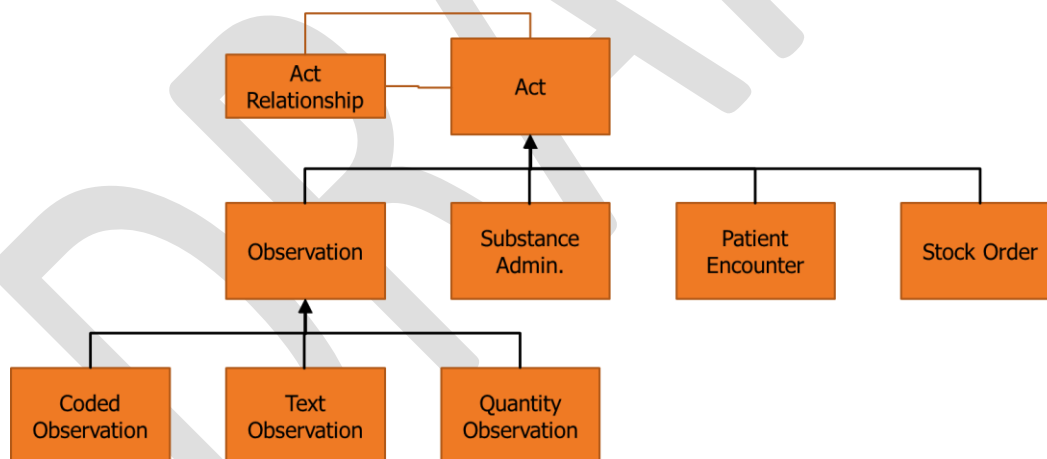 Act
Relationship
Act
Observation
Substance
Admin.
Patient
Encounter
Stock Order
Coded
Observation
Text
Observation
Quantity
Observation